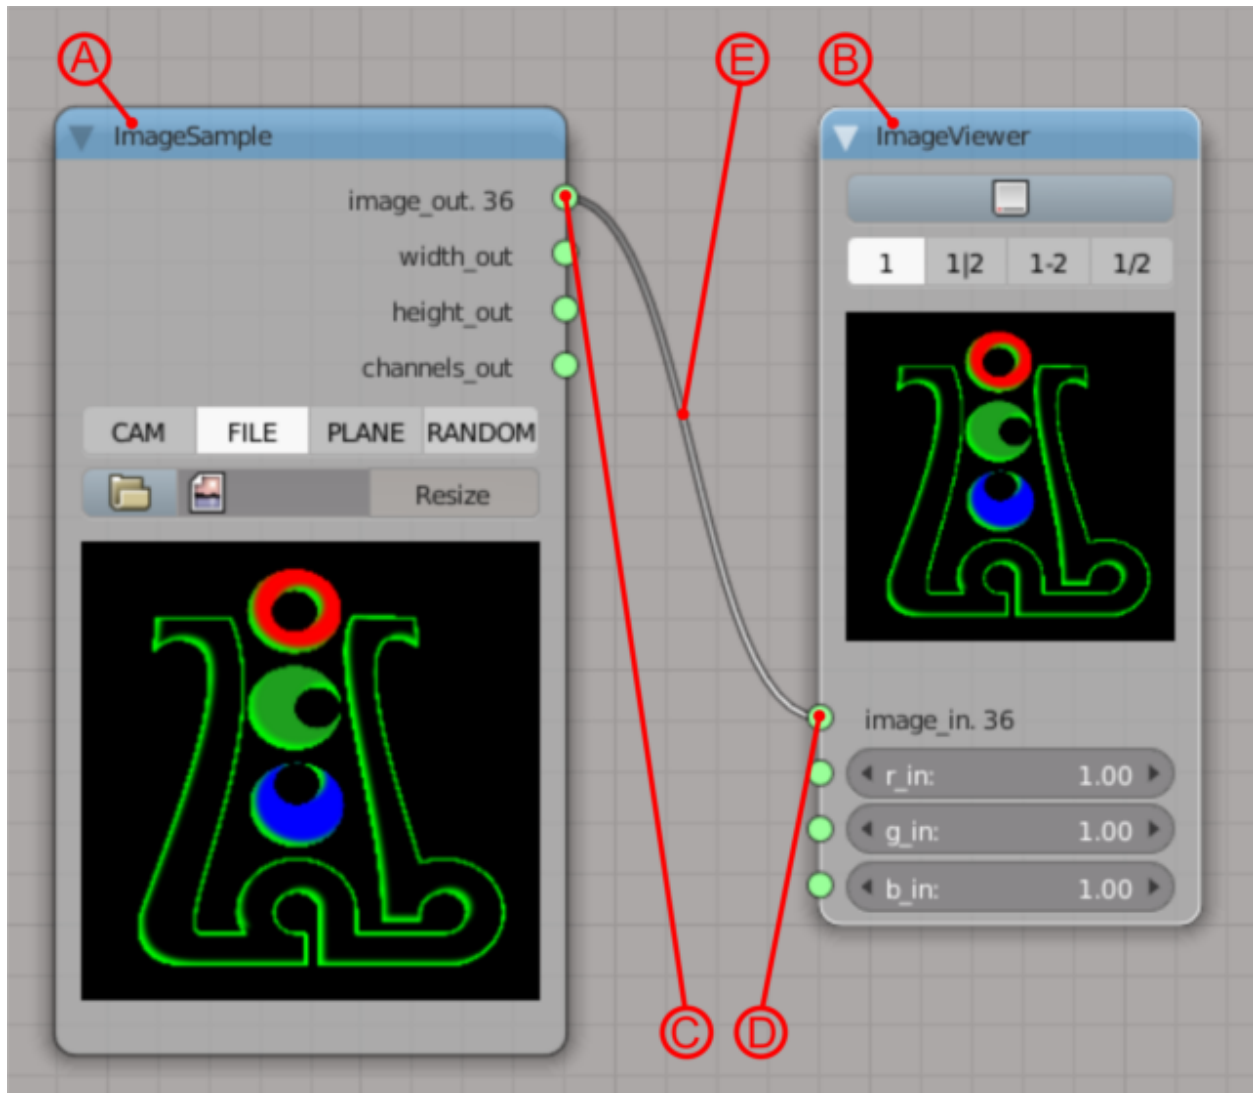 A
E
B
ImageSample
ImageViewer
image_out. 36
width_out
height_out
channels_out
1 1|2 1-2 1/2
CAM FILE PLANE RANDOM
Resize
image_in. 36
r_in: 1.00
g_in: 1.00
b_in: 1.00
C
D